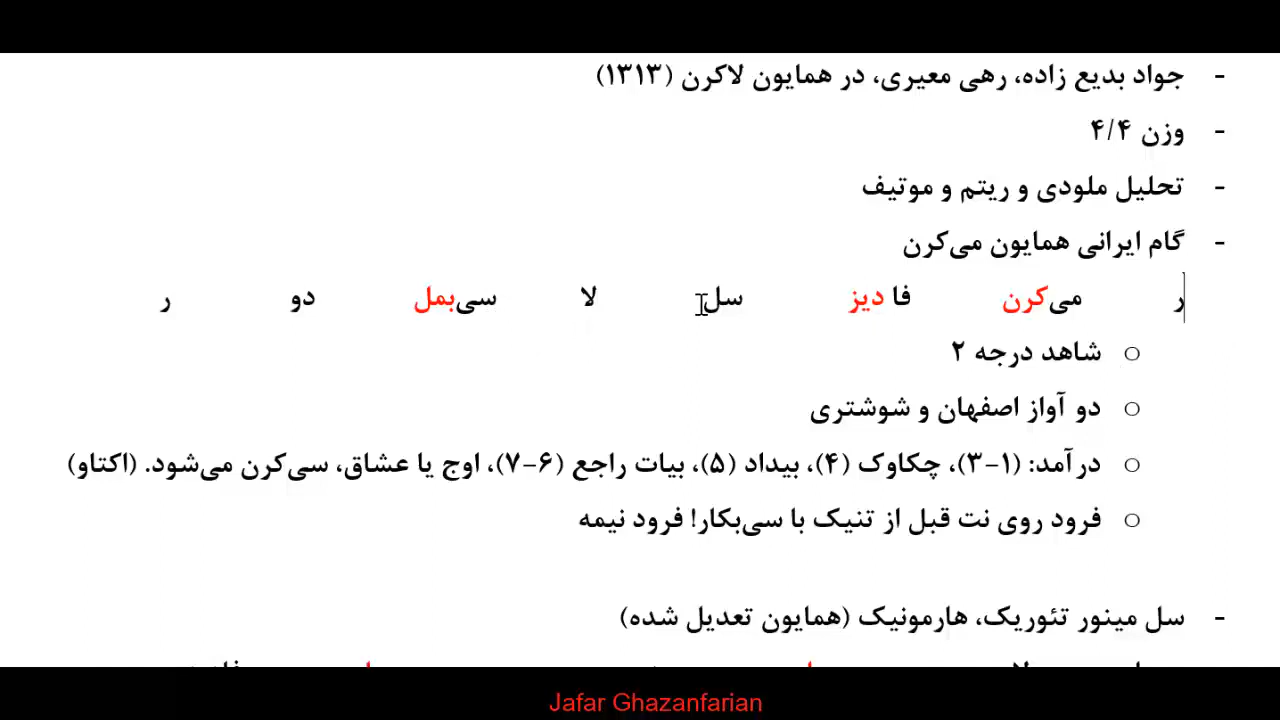 - جواد بدیع زاده، رهی معیری، در همایون لاکرن (۱۳۱۳)
- وزن ۴/۴
- تحلیل ملودی و ریتم و موتیف
- گام ایرانی همایون می‌کرن
ر می‌کرن فا دیز سل لا سی‌بمل دو ر
○ شاهد درجه ۲
○ دو آواز اصفهان و شوشتری
○ درآمد: (۱-۳)، چکاوک (۴)، بیداد (۵)، بیات راجع (۶-۷)، اوج یا عشاق، سی‌کرن می‌شود. (اکتاو)
○ فرود روی نت قبل از تنیک با سی‌بکار! فرود نیمه
- سل مینور تئوریک، هارمونیک (همایون تعدیل شده)
Jafar Ghazanfarian